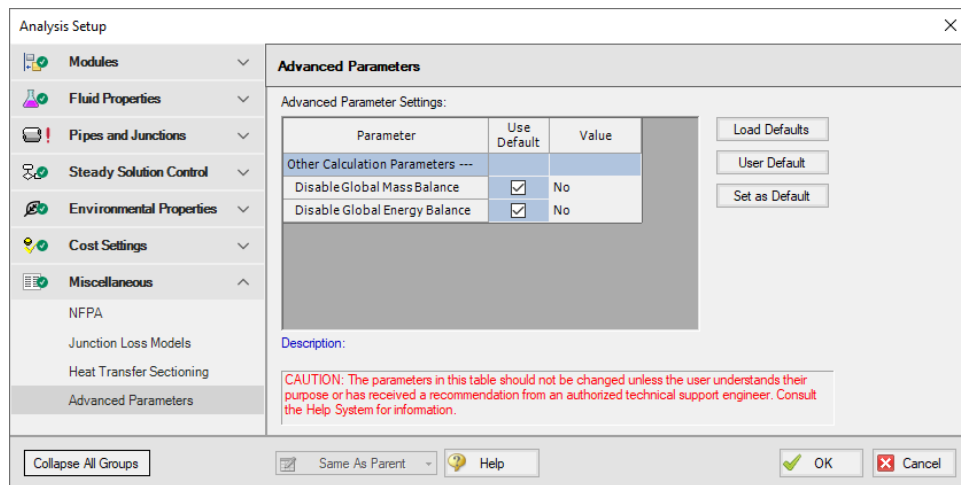 Analysis Setup
Modules
Fluid Properties
Pipes and Junctions
Steady Solution Control
Environmental Properties
Cost Settings
Miscellaneous
NFPA
Junction Loss Models
Heat Transfer Sectioning
Advanced Parameters
Collapse All Groups
Advanced Parameters
Advanced Parameter Settings:
Parameter Use Default Value
Other Calculation Parameters ---
Disable Global Mass Balance No
Disable Global Energy Balance No
Load Defaults
User Default
Set as Default
Description:
CAUTION: The parameters in this table should not be changed unless the user understands their
purpose or has received a recommendation from an authorized technical support engineer. Consult
the Help System for information.
Same As Parent
Help
OK
Cancel